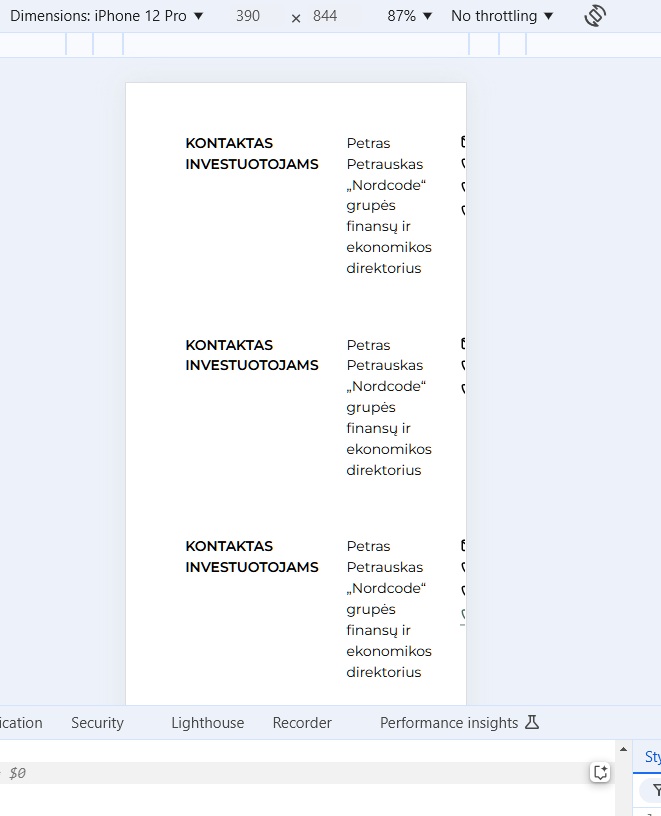 Dimensions: iPhone 12 Pro ▼ 390 × 844 87% ▼ No throttling ▼
KONTAKTAS
INVESTUOTOJAMS
Petras
Petrauskas
„Nordcode“
grupės
finansų ir
ekonomikos
direktorius
KONTAKTAS
INVESTUOTOJAMS
Petras
Petrauskas
„Nordcode“
grupės
finansų ir
ekonomikos
direktorius
KONTAKTAS
INVESTUOTOJAMS
Petras
Petrauskas
„Nordcode“
grupės
finansų ir
ekonomikos
direktorius
ication Security Lighthouse Recorder Performance insights
$0
Sty